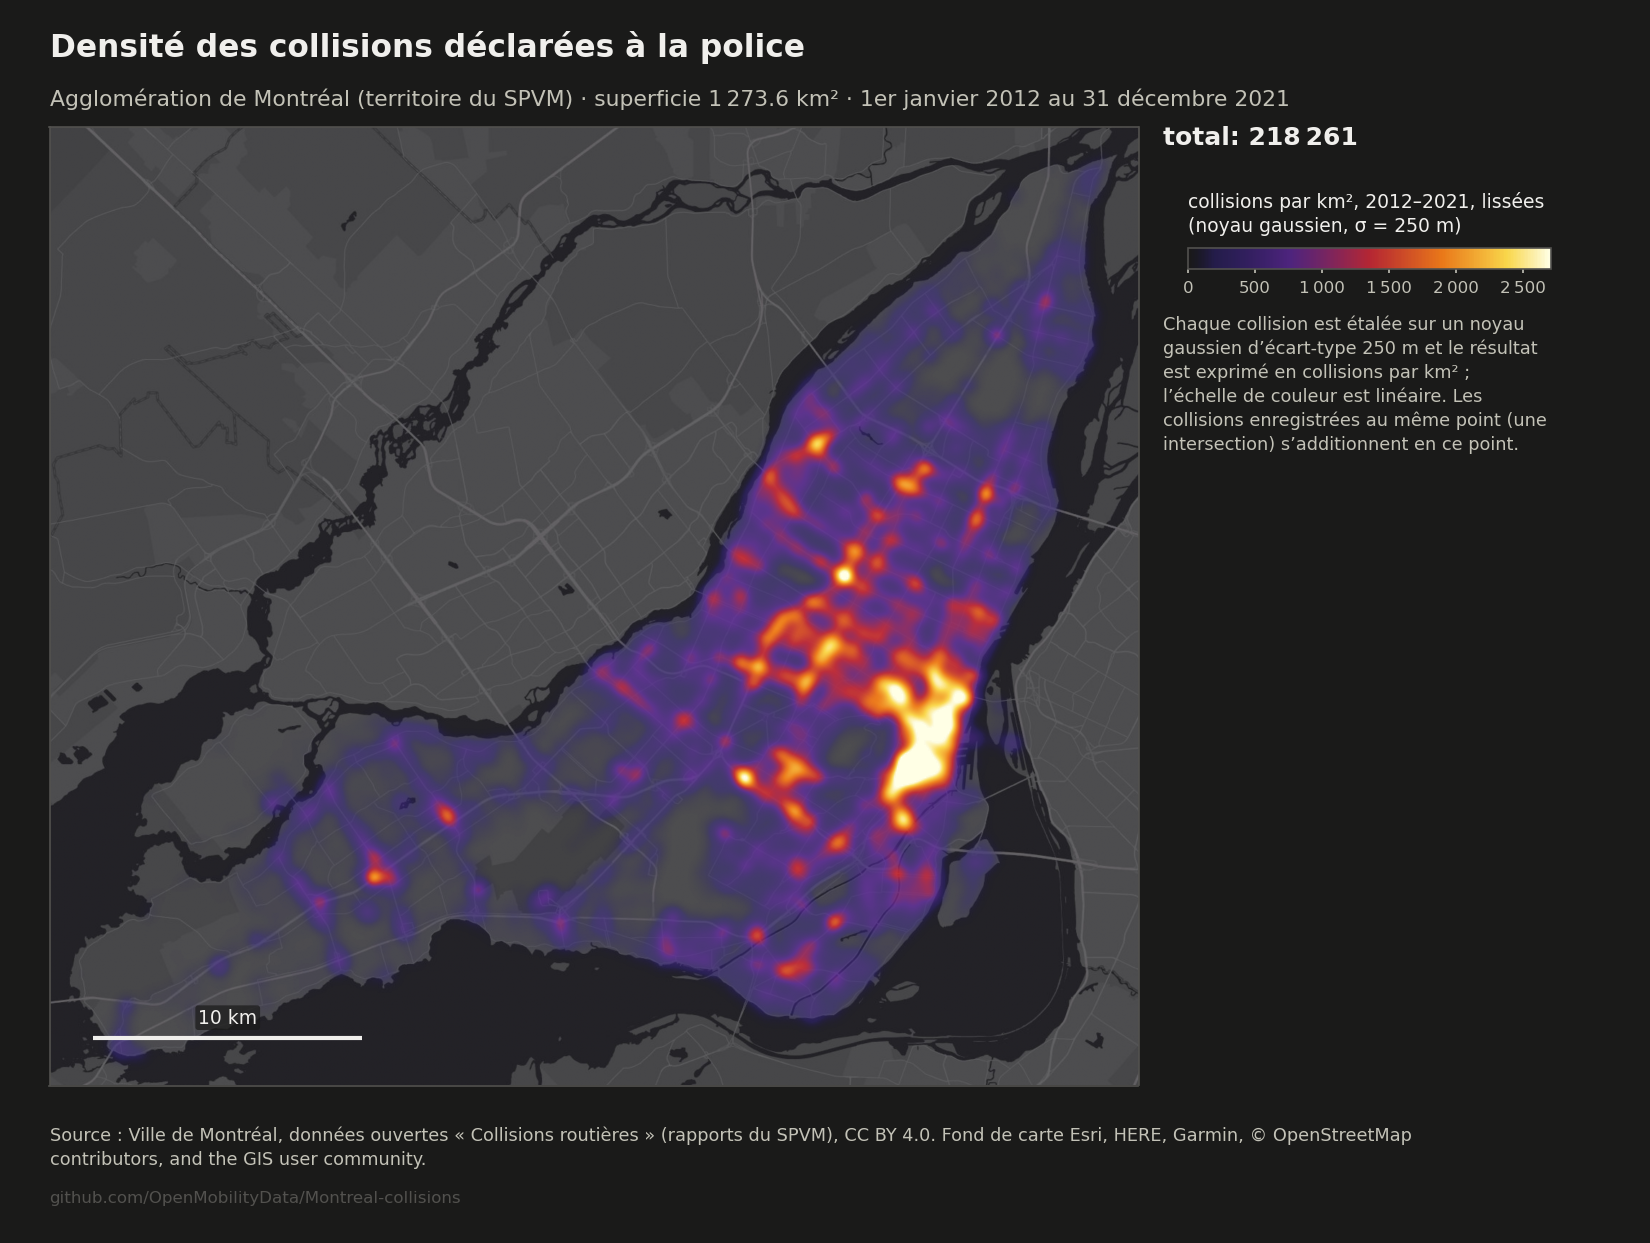 Densité des collisions déclarées à la police
Agglomération de Montréal (territoire du SPVM) · superficie 1 273.6 km² · 1er janvier 2012 au 31 décembre 2021
total: 218 261
collisions par km², 2012–2021, lissées
(noyau gaussien, σ = 250 m)
0 500 1 000 1 500 2 000 2 500
Chaque collision est étalée sur un noyau
gaussien d’écart-type 250 m et le résultat
est exprimé en collisions par km² ;
l’échelle de couleur est linéaire. Les
collisions enregistrées au même point (une
intersection) s’additionnent en ce point.
10 km
Source : Ville de Montréal, données ouvertes « Collisions routières » (rapports du SPVM), CC BY 4.0. Fond de carte Esri, HERE, Garmin, © OpenStreetMap
contributors, and the GIS user community.
github.com/OpenMobilityData/Montreal-collisions